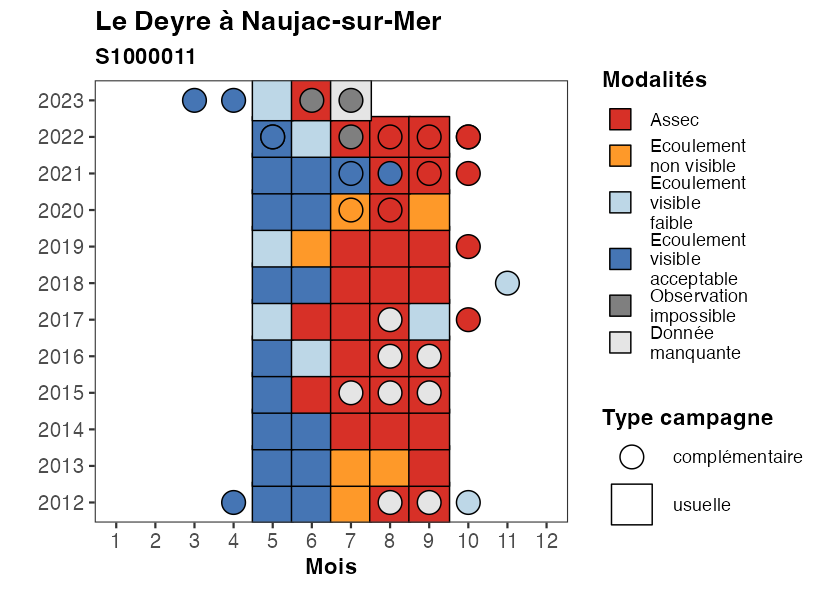 Le Deyre à Naujac-sur-Mer
S1000011
2023
2022
2021
2020
2019
2018
2017
2016
2015
2014
2013
2012
1 2 3 4 5 6 7 8 9 10 11 12
Mois
Modalités
Assec
Ecoulement
non visible
Ecoulement
visible
faible
Ecoulement
visible
acceptable
Observation
impossible
Donnée
manquante
Type campagne
complémentaire
usuelle